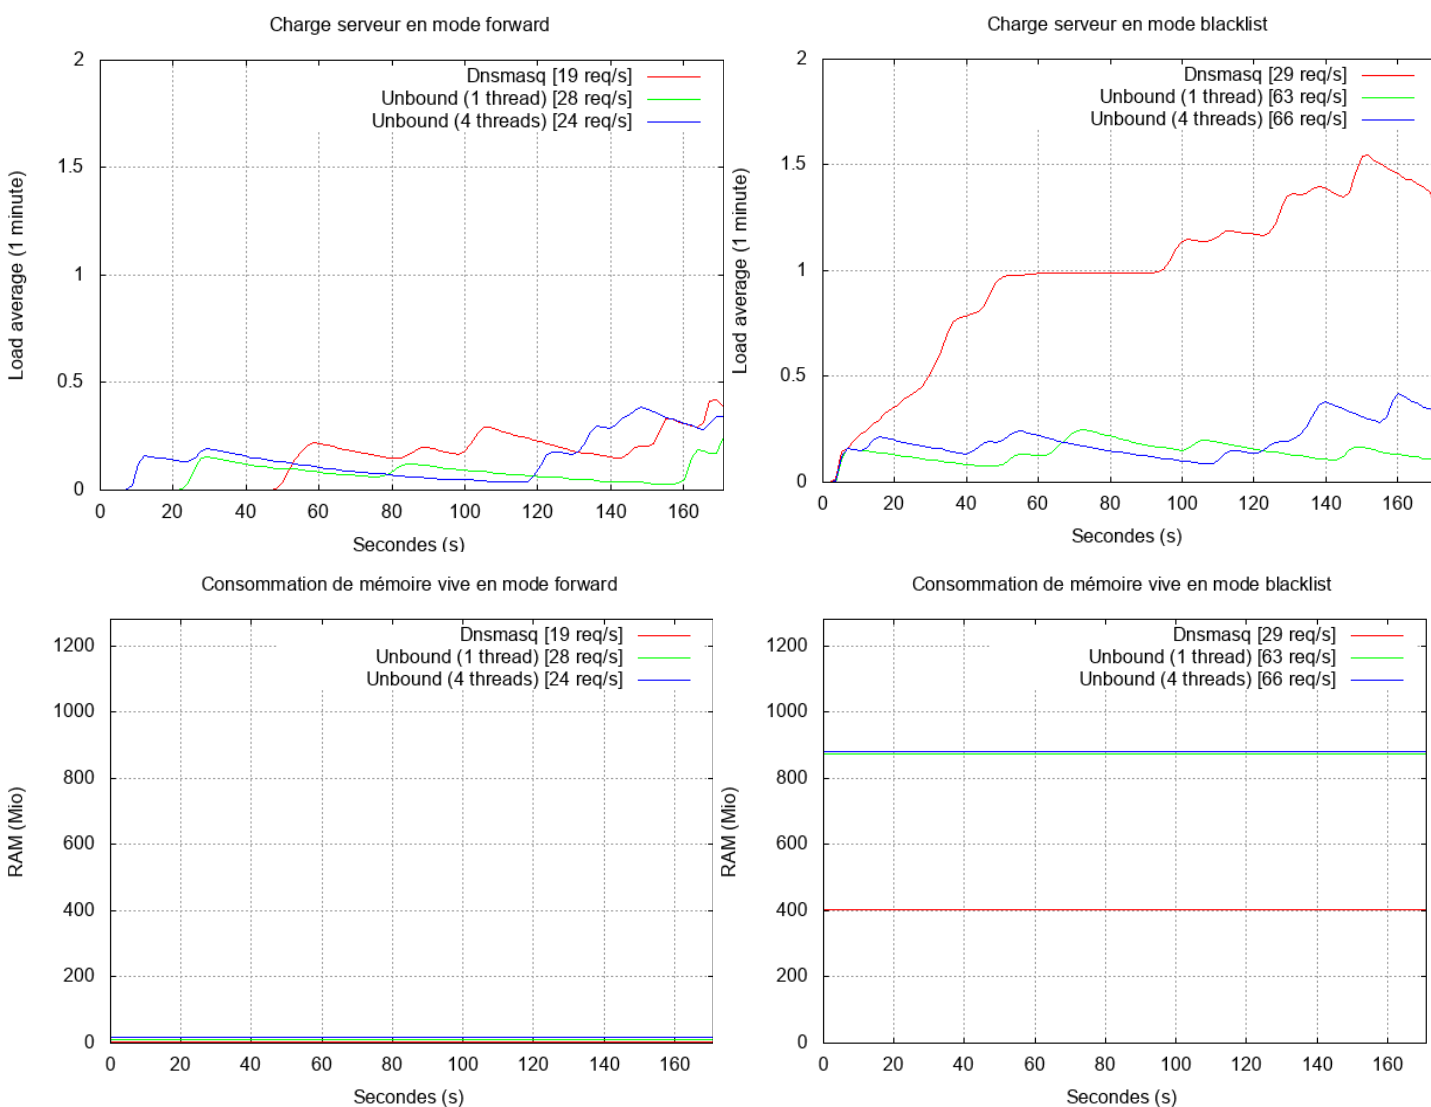 Charge serveur en mode forward
2
1.5
1
0.5
0
Load average (1 minute)
Dnsmasq [19 req/s]
Unbound (1 thread) [28 req/s]
Unbound (4 threads) [24 req/s]
0 20 40 60 80 100 120 140 160
Secondes (s)
Charge serveur en mode blacklist
2
1.5
1
0.5
0
Load average (1 minute)
Dnsmasq [29 req/s]
Unbound (1 thread) [63 req/s]
Unbound (4 threads) [66 req/s]
0 20 40 60 80 100 120 140 160
Secondes (s)
Consommation de mémoire vive en mode forward
1200
1000
800
600
400
200
0
RAM (Mio)
Dnsmasq [19 req/s]
Unbound (1 thread) [28 req/s]
Unbound (4 threads) [24 req/s]
0 20 40 60 80 100 120 140 160
Secondes (s)
Consommation de mémoire vive en mode blacklist
1200
1000
800
600
400
200
0
RAM (Mio)
Dnsmasq [29 req/s]
Unbound (1 thread) [63 req/s]
Unbound (4 threads) [66 req/s]
0 20 40 60 80 100 120 140 160
Secondes (s)